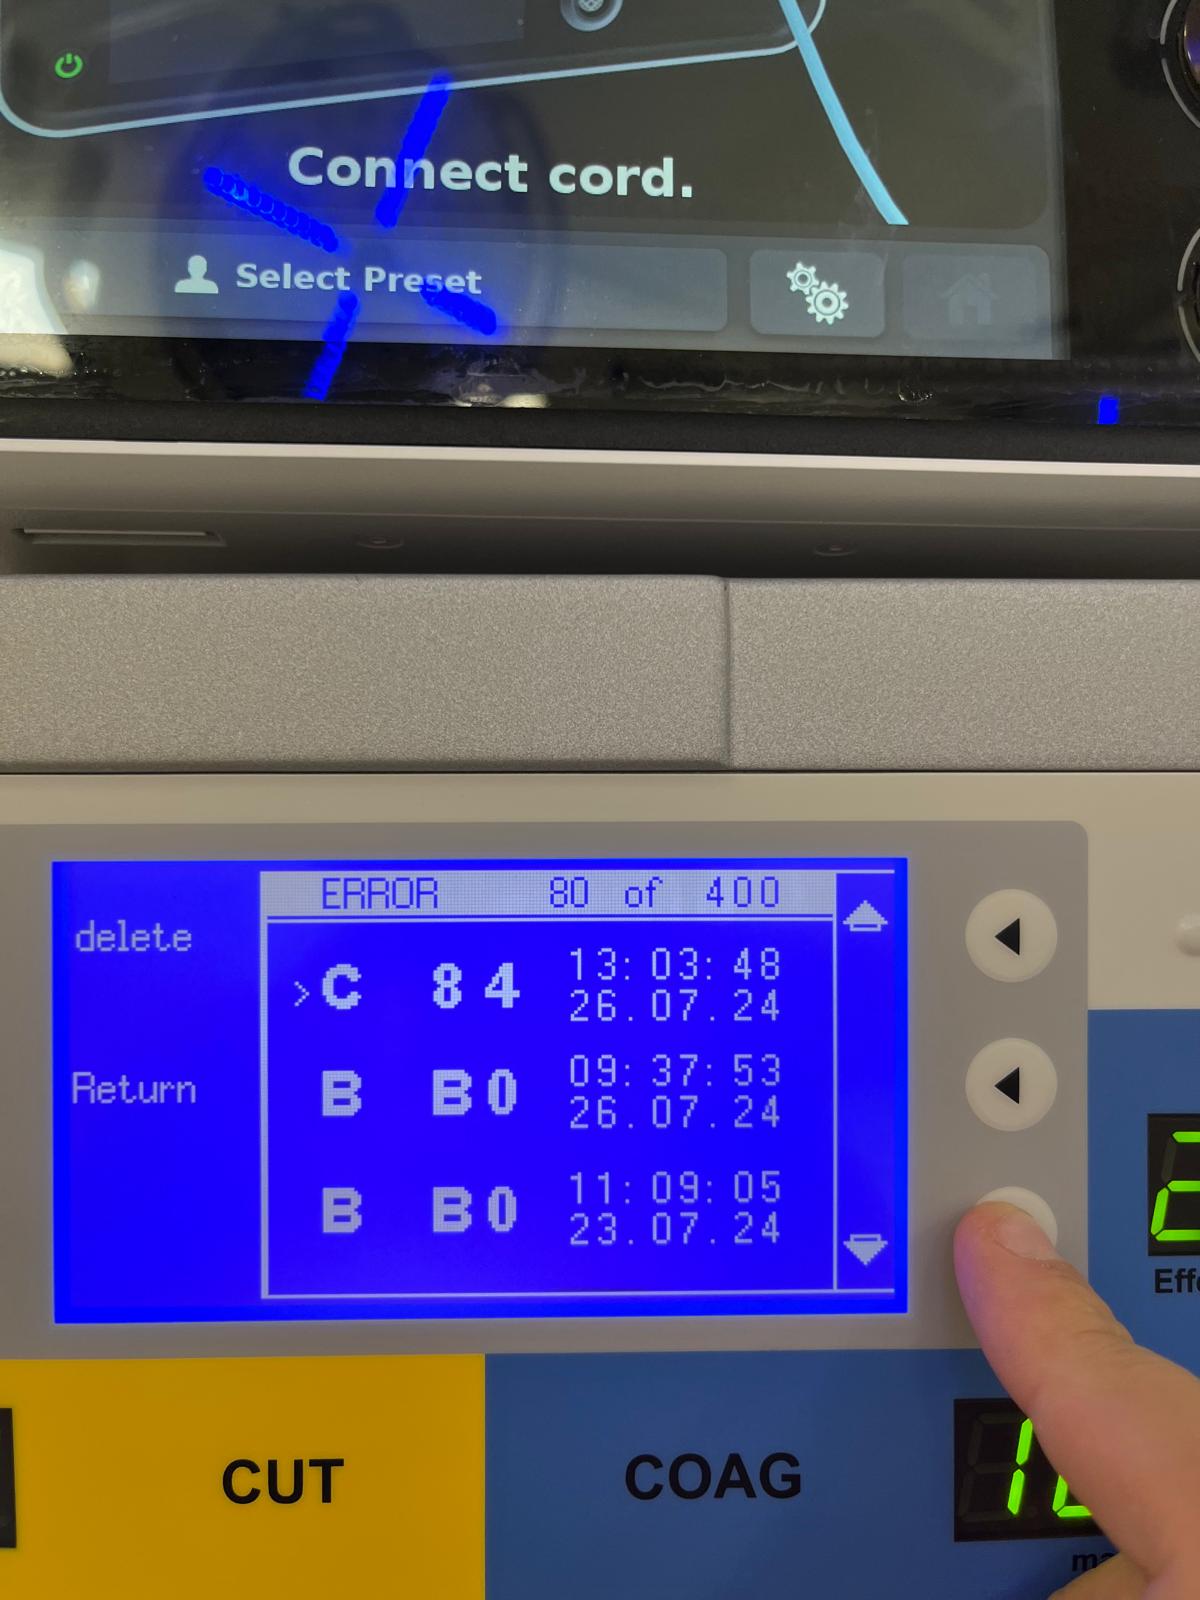 Connect cord.
Select Preset
ERROR 80 of 400
delete
>C 84 13:03:48
26.07.24
Return
B B0 09:37:53
26.07.24
B B0 11:09:05
23.07.24
CUT
COAG